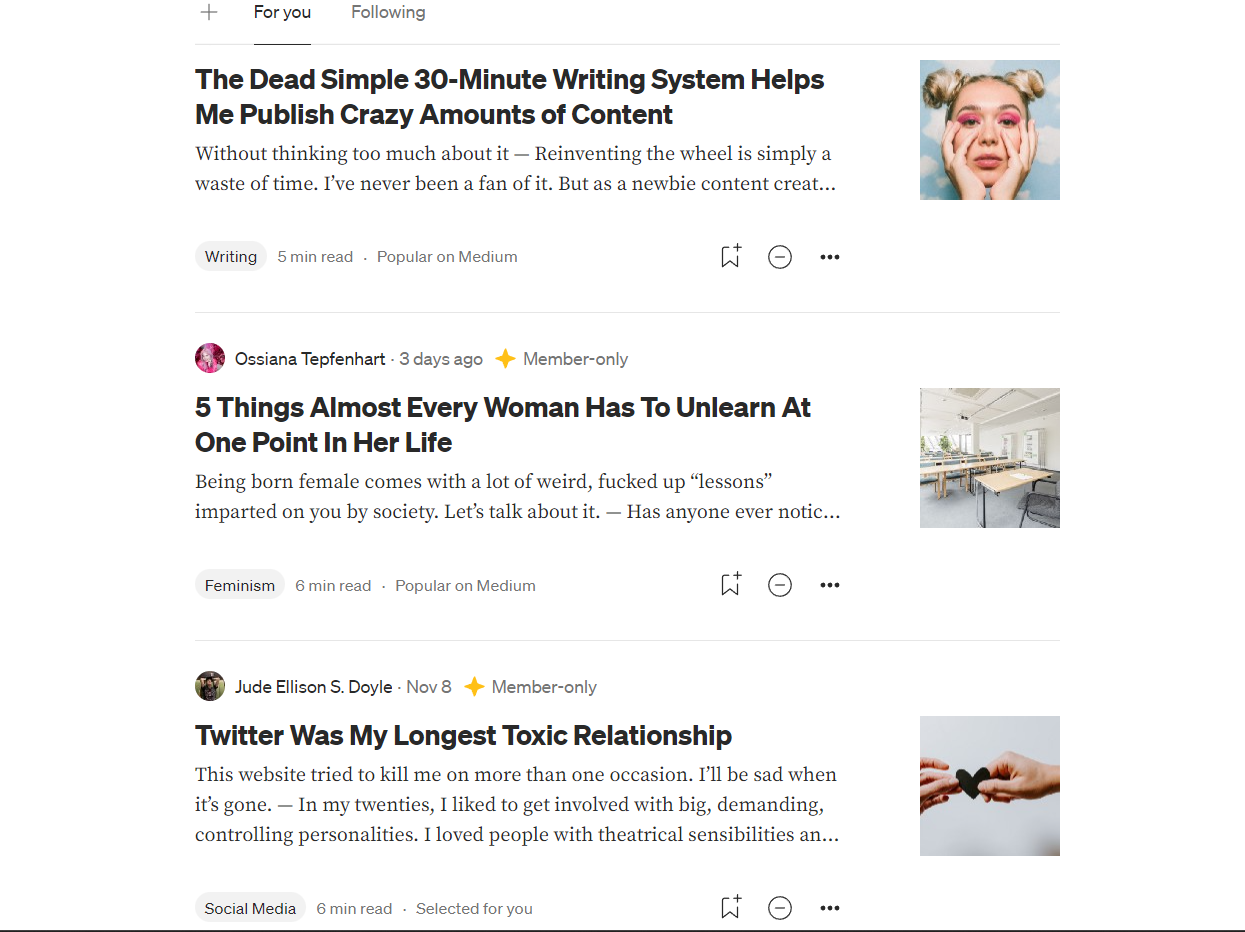 For you Following
The Dead Simple 30-Minute Writing System Helps
Me Publish Crazy Amounts of Content
Without thinking too much about it — Reinventing the wheel is simply a
waste of time. I’ve never been a fan of it. But as a newbie content creat…
Writing 5 min read · Popular on Medium
Ossiana Tepfenhart · 3 days ago Member-only
5 Things Almost Every Woman Has To Unlearn At
One Point In Her Life
Being born female comes with a lot of weird, fucked up “lessons”
imparted on you by society. Let’s talk about it. — Has anyone ever notic…
Feminism 6 min read · Popular on Medium
Jude Ellison S. Doyle · Nov 8 Member-only
Twitter Was My Longest Toxic Relationship
This website tried to kill me on more than one occasion. I’ll be sad when
it’s gone. — In my twenties, I liked to get involved with big, demanding,
controlling personalities. I loved people with theatrical sensibilities an…
Social Media 6 min read · Selected for you